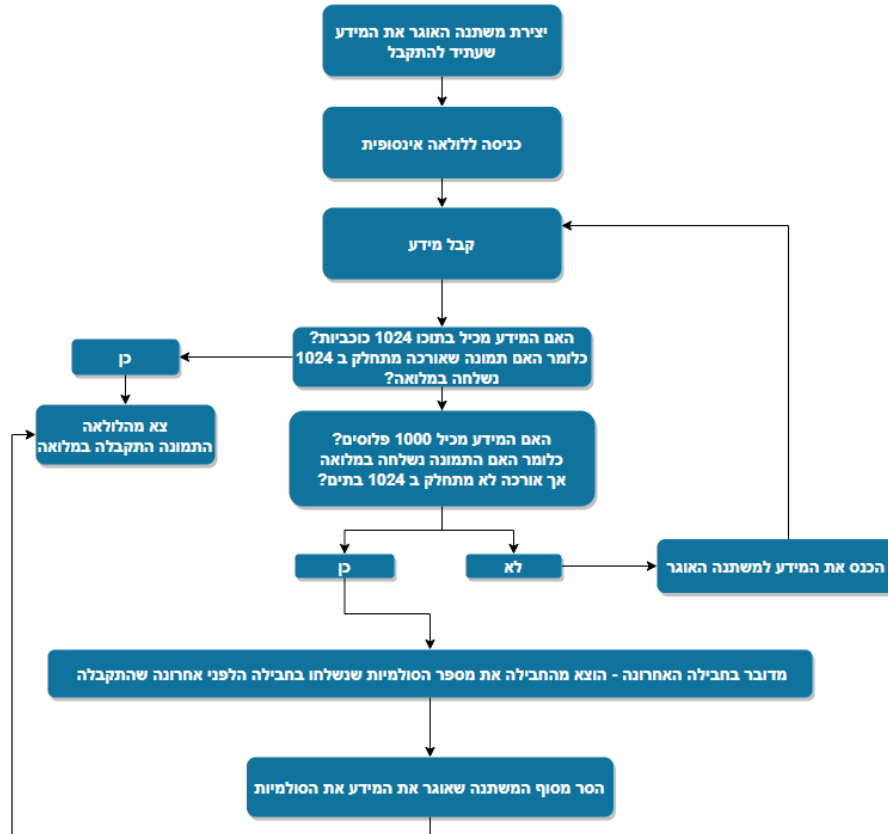 יצירת משתנה האוגר את המידע
שעתיד להתקבל
כניסה ללולאה אינסופית
קבל מידע
האם המידע מכיל בתוכו 1024 כוכביות?
כלומר האם תמונה שאורכה מתחלק ב 1024
נשלחה במלואה?
כן
צא מהלולאה
התמונה התקבלה במלואה
האם המידע מכיל 1000 פלוסים?
כלומר האם התמונה נשלחה במלואה
אך אורכה לא מתחלק ב 1024 בתים?
כן
לא
הכנס את המידע למשתנה האוגר
מדובר בחבילה האחרונה - הוצא מהחבילה את מספר הסולמיות שנשלחו בחבילה הלפני אחרונה שהתקבלה
הסר מסוף המשתנה שאוגר את המידע את הסולמיות